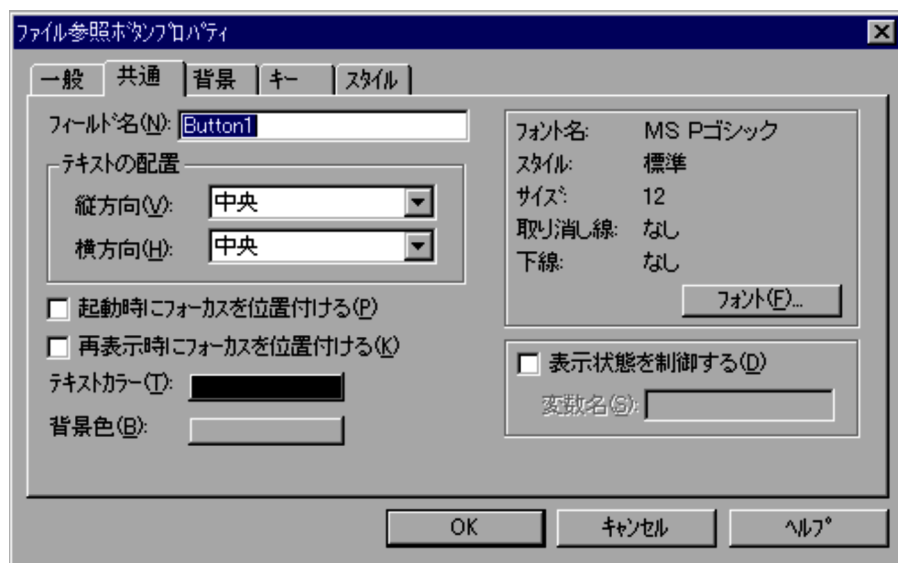 ﾌｧｲﾙ参照ﾎﾞﾀﾝﾌﾟﾛﾊﾟﾃｨ
一般 共通 背景 ｷｰ ｽﾀｲﾙ
ﾌｨｰﾙﾄﾞ名(N): Button1
テキストの配置
縦方向(V): 中央
横方向(H): 中央
起動時にフォーカスを位置付ける(P)
再表示時にフォーカスを位置付ける(K)
テキストカラー(T):
背景色(B):
ﾌｫﾝﾄ名: MS Pゴシック
ｽﾀｲﾙ: 標準
ｻｲｽﾞ: 12
取り消し線: なし
下線: なし
ﾌｫﾝﾄ(F)...
表示状態を制御する(D)
変数名(S):
OK ｷｬﾝｾﾙ ﾍﾙﾌﾟ